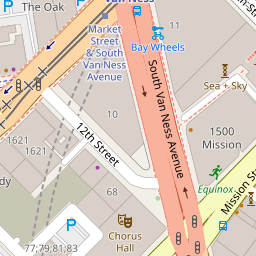 The Oak
Van Ness
Market
Street
& South
Van Ness
Avenue
Bay Wheels
11
South Van Ness Avenue
Sea + Sky
10
12th Street
1500
Mission
1621
1621
68
Equinox
Mission
P
Chorus
Hall
P
77;79;81;83